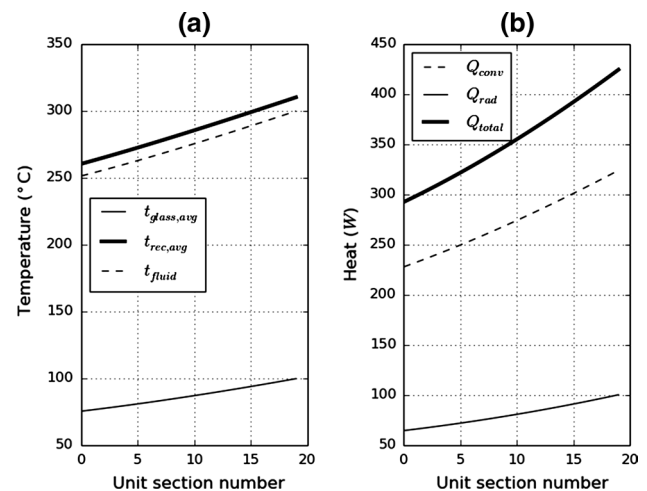 (a)
Temperature (°C)
350
300
250
200
150
100
50
t_glass,avg
t_rec,avg
t_fluid
0 5 10 15 20
Unit section number
(b)
Heat (W)
450
400
350
300
250
200
150
100
50
Q_conv
Q_rad
Q_total
0 5 10 15 20
Unit section number